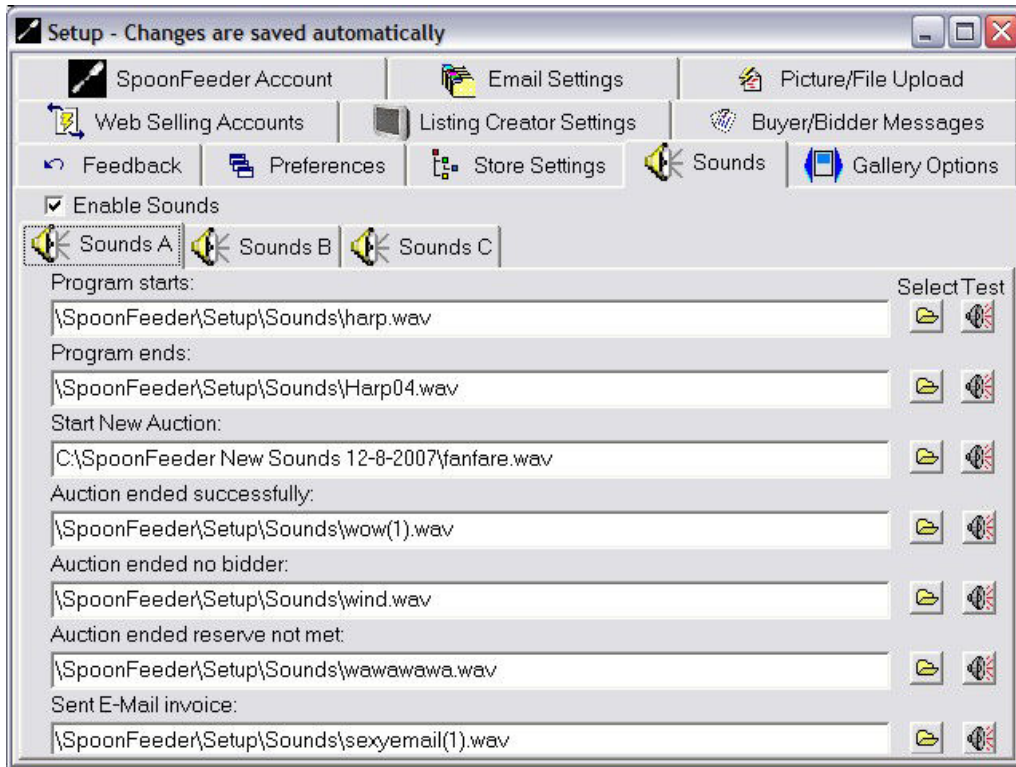 Setup - Changes are saved automatically
SpoonFeeder Account Email Settings Picture/File Upload
Web Selling Accounts Listing Creator Settings Buyer/Bidder Messages
Feedback Preferences Store Settings Sounds Gallery Options
Enable Sounds
Sounds A Sounds B Sounds C
Program starts: Select Test
\SpoonFeeder\Setup\Sounds\harp.wav
Program ends:
\SpoonFeeder\Setup\Sounds\Harp04.wav
Start New Auction:
C:\SpoonFeeder New Sounds 12-8-2007\fanfare.wav
Auction ended successfully:
\SpoonFeeder\Setup\Sounds\wow(1).wav
Auction ended no bidder:
\SpoonFeeder\Setup\Sounds\wind.wav
Auction ended reserve not met:
\SpoonFeeder\Setup\Sounds\wawawawa.wav
Sent E-Mail invoice:
\SpoonFeeder\Setup\Sounds\sexyemail(1).wav